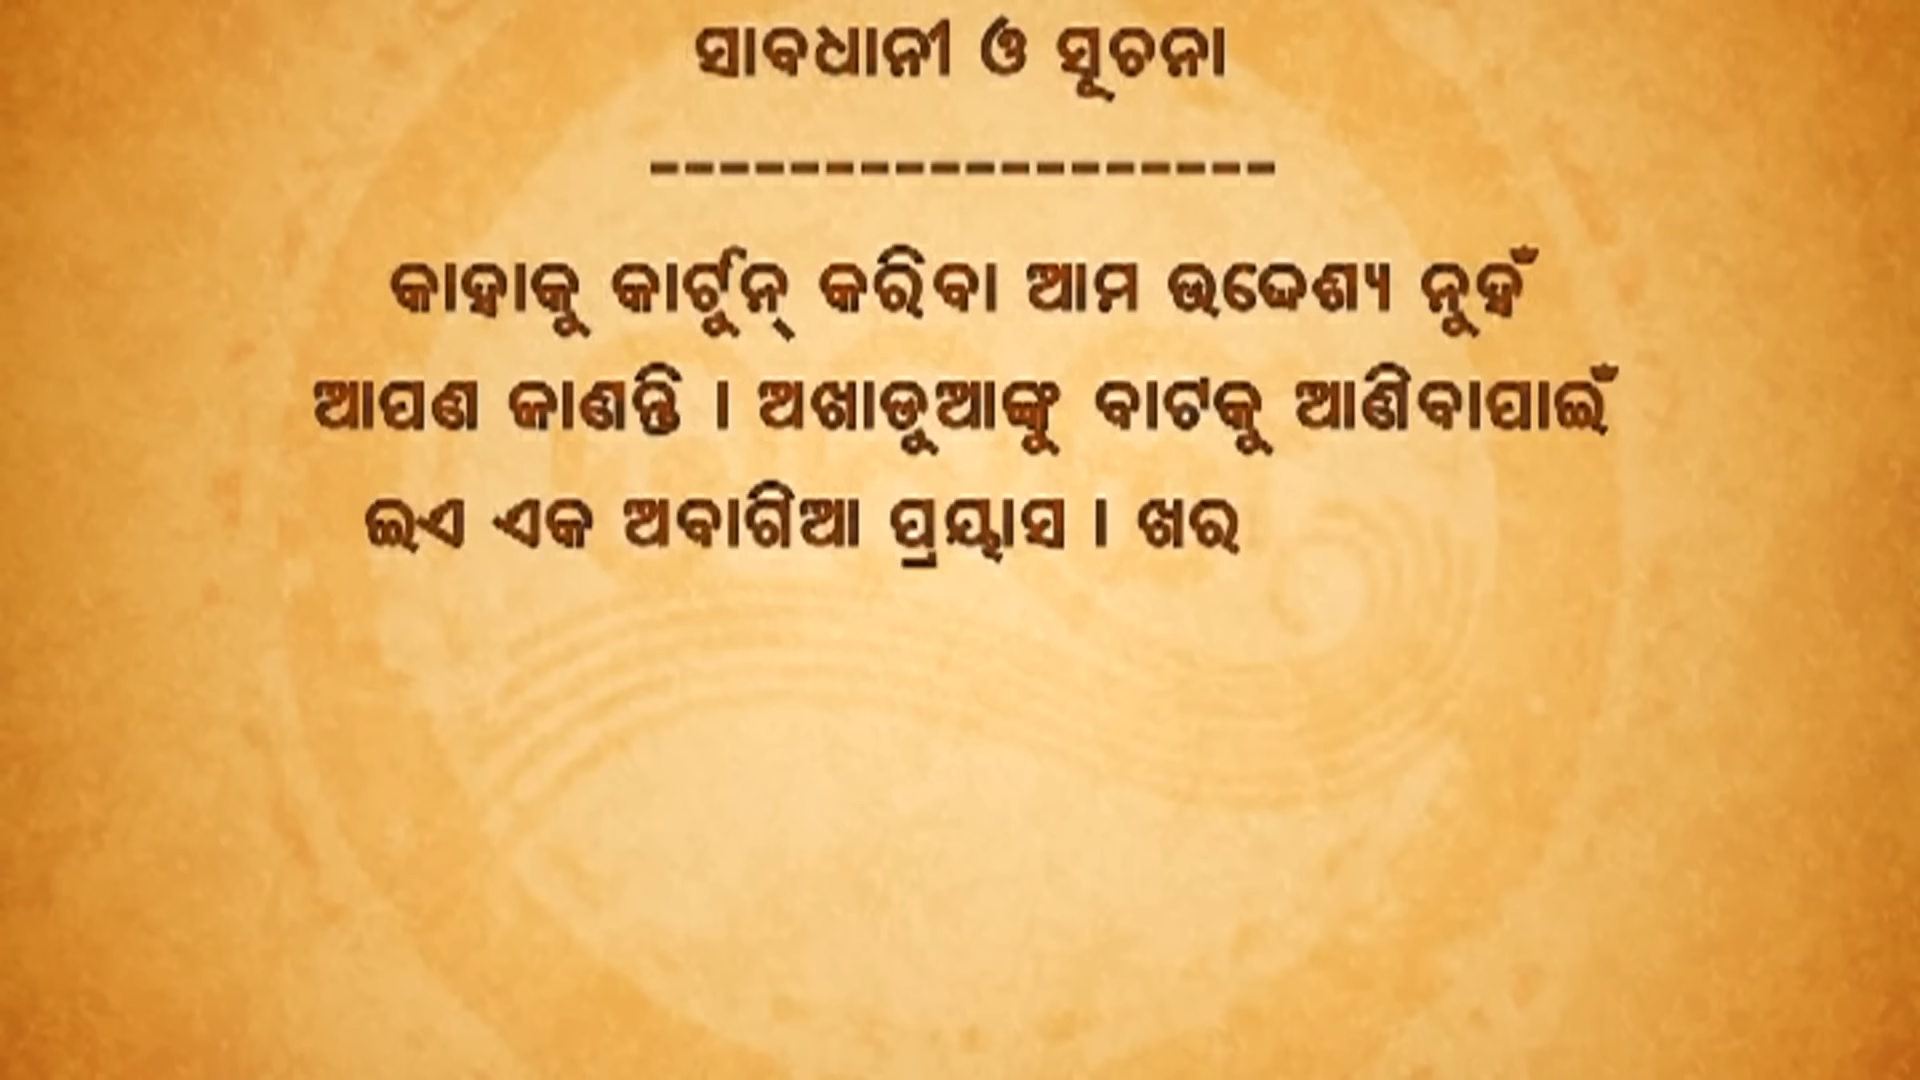 ସାବଧାନୀ ଓ ସୂଚନା
------------------
କାହାକୁ କାର୍ଟୁନ୍ କରିବା ଆମ ଉଦ୍ଦେଶ୍ୟ ନୁହଁ
ଆପଣ ଜାଣନ୍ତି । ଅଖାଡୁଆଙ୍କୁ ବାଟକୁ ଆଣିବାପାଇଁ
ଇଏ ଏକ ଅବାଗିଆ ପ୍ରୟାସ । ଖରା